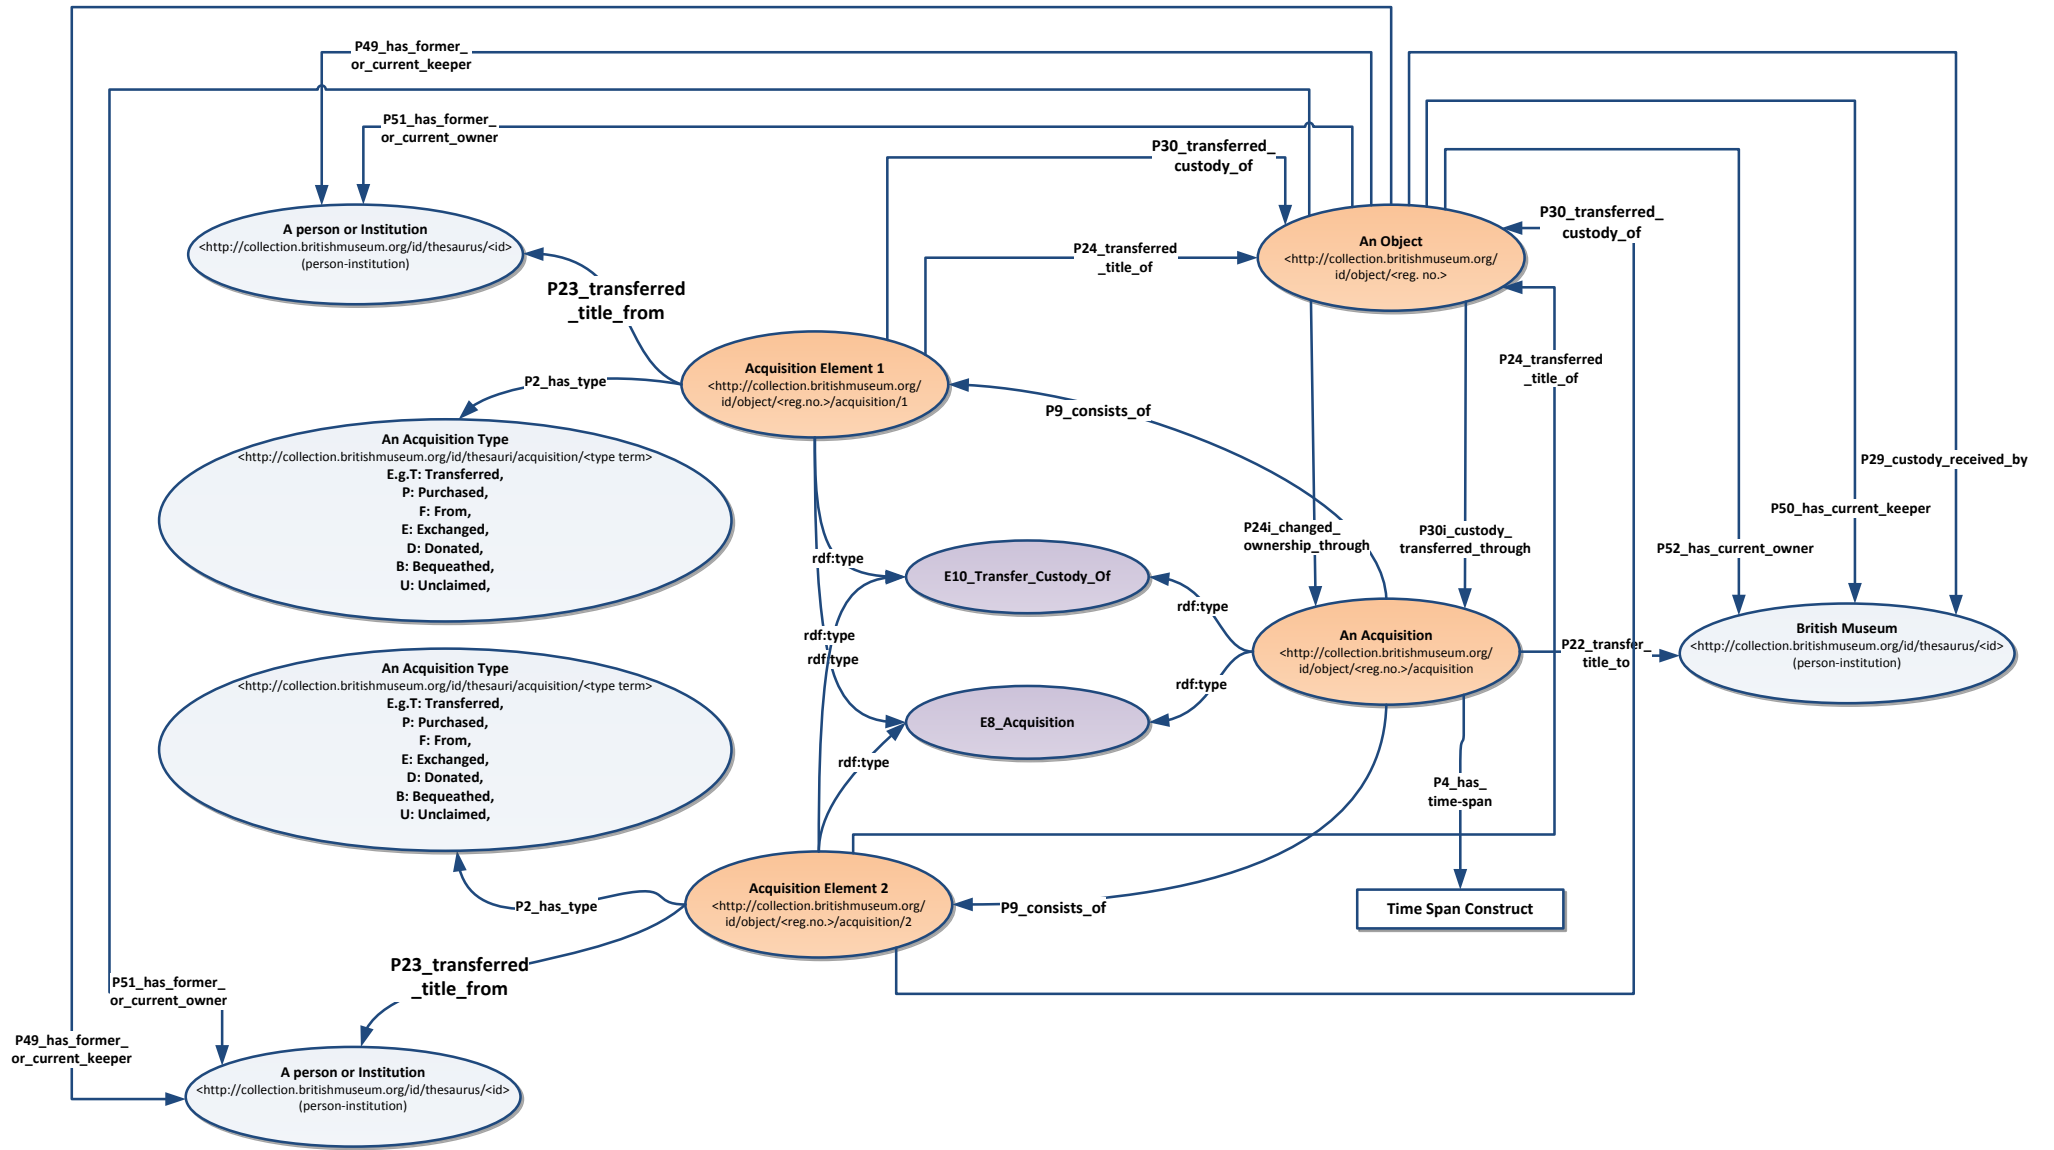 P49_has_former_
or_current_keeper
P51_has_former_
or_current_owner
P30_transferred_
custody_of
A person or Institution
<http://collection.britishmuseum.org/id/thesaurus/<id>
(person-institution)
P23_transferred
_title_from
P24_transferred
_title_of
An Object
<http://collection.britishmuseum.org/
id/object/<reg. no.>
P30_transferred_
custody_of
P24_transferred
_title_of
Acquisition Element 1
<http://collection.britishmuseum.org/
id/object/<reg.no.>/acquisition/1
P2_has_type
P9_consists_of
An Acquisition Type
<http://collection.britishmuseum.org/id/thesauri/acquisition/<type term>
E.g.T: Transferred,
P: Purchased,
F: From,
E: Exchanged,
D: Donated,
B: Bequeathed,
U: Unclaimed,
P29_custody_received_by
P50_has_current_keeper
P52_has_current_owner
P24i_changed_
ownership_through
P30i_custody_
transferred_through
rdf:type
E10_Transfer_Custody_Of
rdf:type
rdf:type
rdf:type
An Acquisition
<http://collection.britishmuseum.org/
id/object/<reg.no.>/acquisition
P22_transfer_
title_to
British Museum
<http://collection.britishmuseum.org/id/thesaurus/<id>
(person-institution)
rdf:type
E8_Acquisition
rdf:type
An Acquisition Type
<http://collection.britishmuseum.org/id/thesauri/acquisition/<type term>
E.g.T: Transferred,
P: Purchased,
F: From,
E: Exchanged,
D: Donated,
B: Bequeathed,
U: Unclaimed,
P4_has_
time-span
Acquisition Element 2
<http://collection.britishmuseum.org/
id/object/<reg.no.>/acquisition/2
P2_has_type
P9_consists_of
Time Span Construct
P23_transferred
_title_from
P51_has_former_
or_current_owner
P49_has_former_
or_current_keeper
A person or Institution
<http://collection.britishmuseum.org/id/thesaurus/<id>
(person-institution)